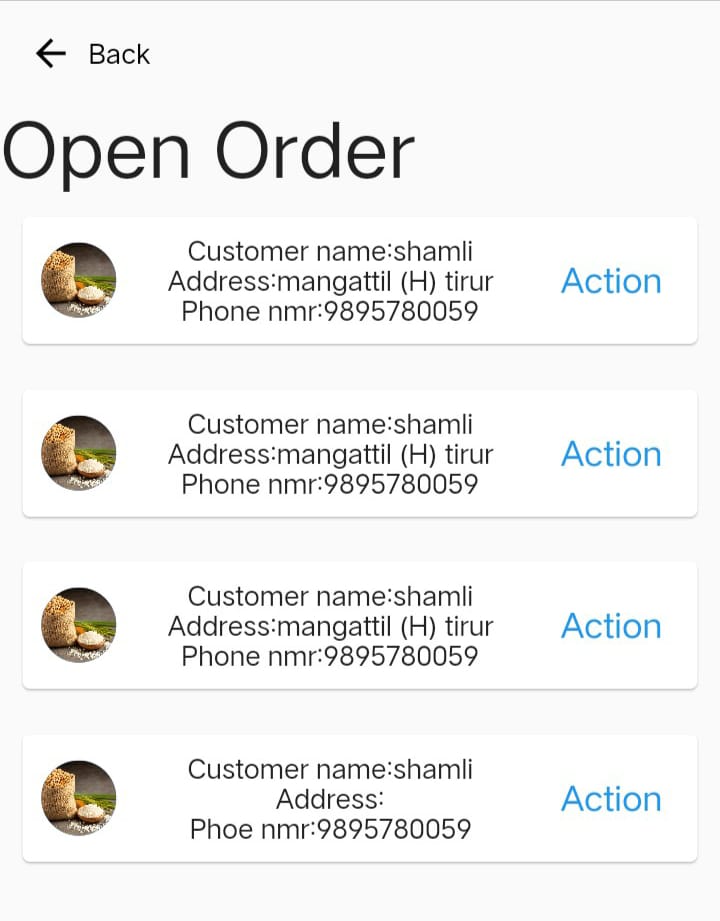 Back
Open Order
Customer name:shamli
Address:mangattil (H) tirur
Phone nmr:9895780059
Action
Customer name:shamli
Address:mangattil (H) tirur
Phone nmr:9895780059
Action
Customer name:shamli
Address:mangattil (H) tirur
Phone nmr:9895780059
Action
Customer name:shamli
Address:
Phoe nmr:9895780059
Action